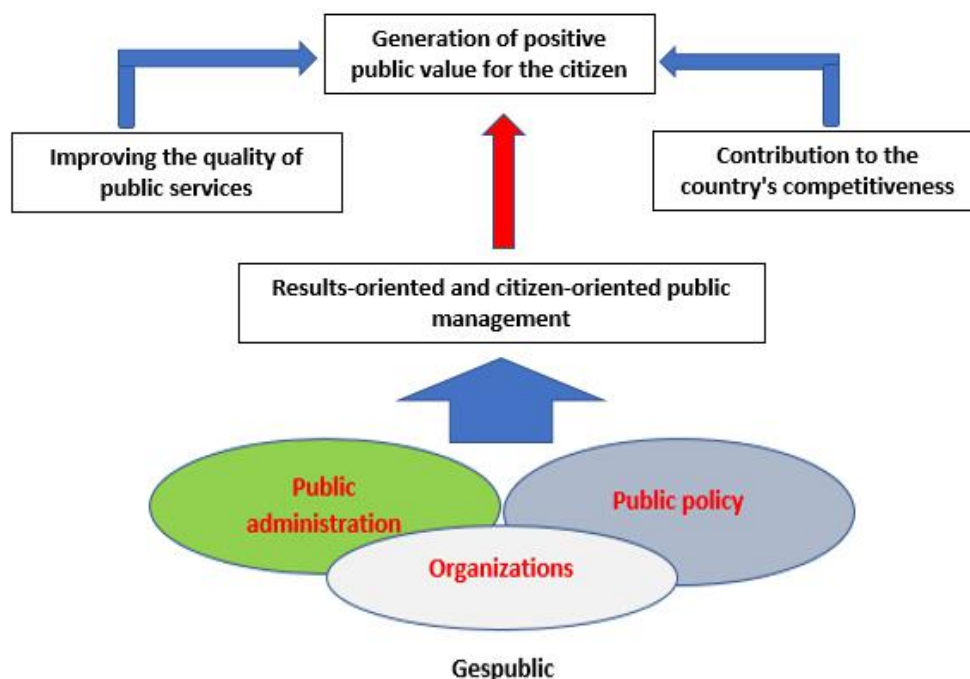 Generation of positive
public value for the citizen
Improving the quality of
public services
Contribution to the
country's competitiveness
Results-oriented and citizen-oriented public
management
Public
administration
Public policy
Organizations
Gespublic